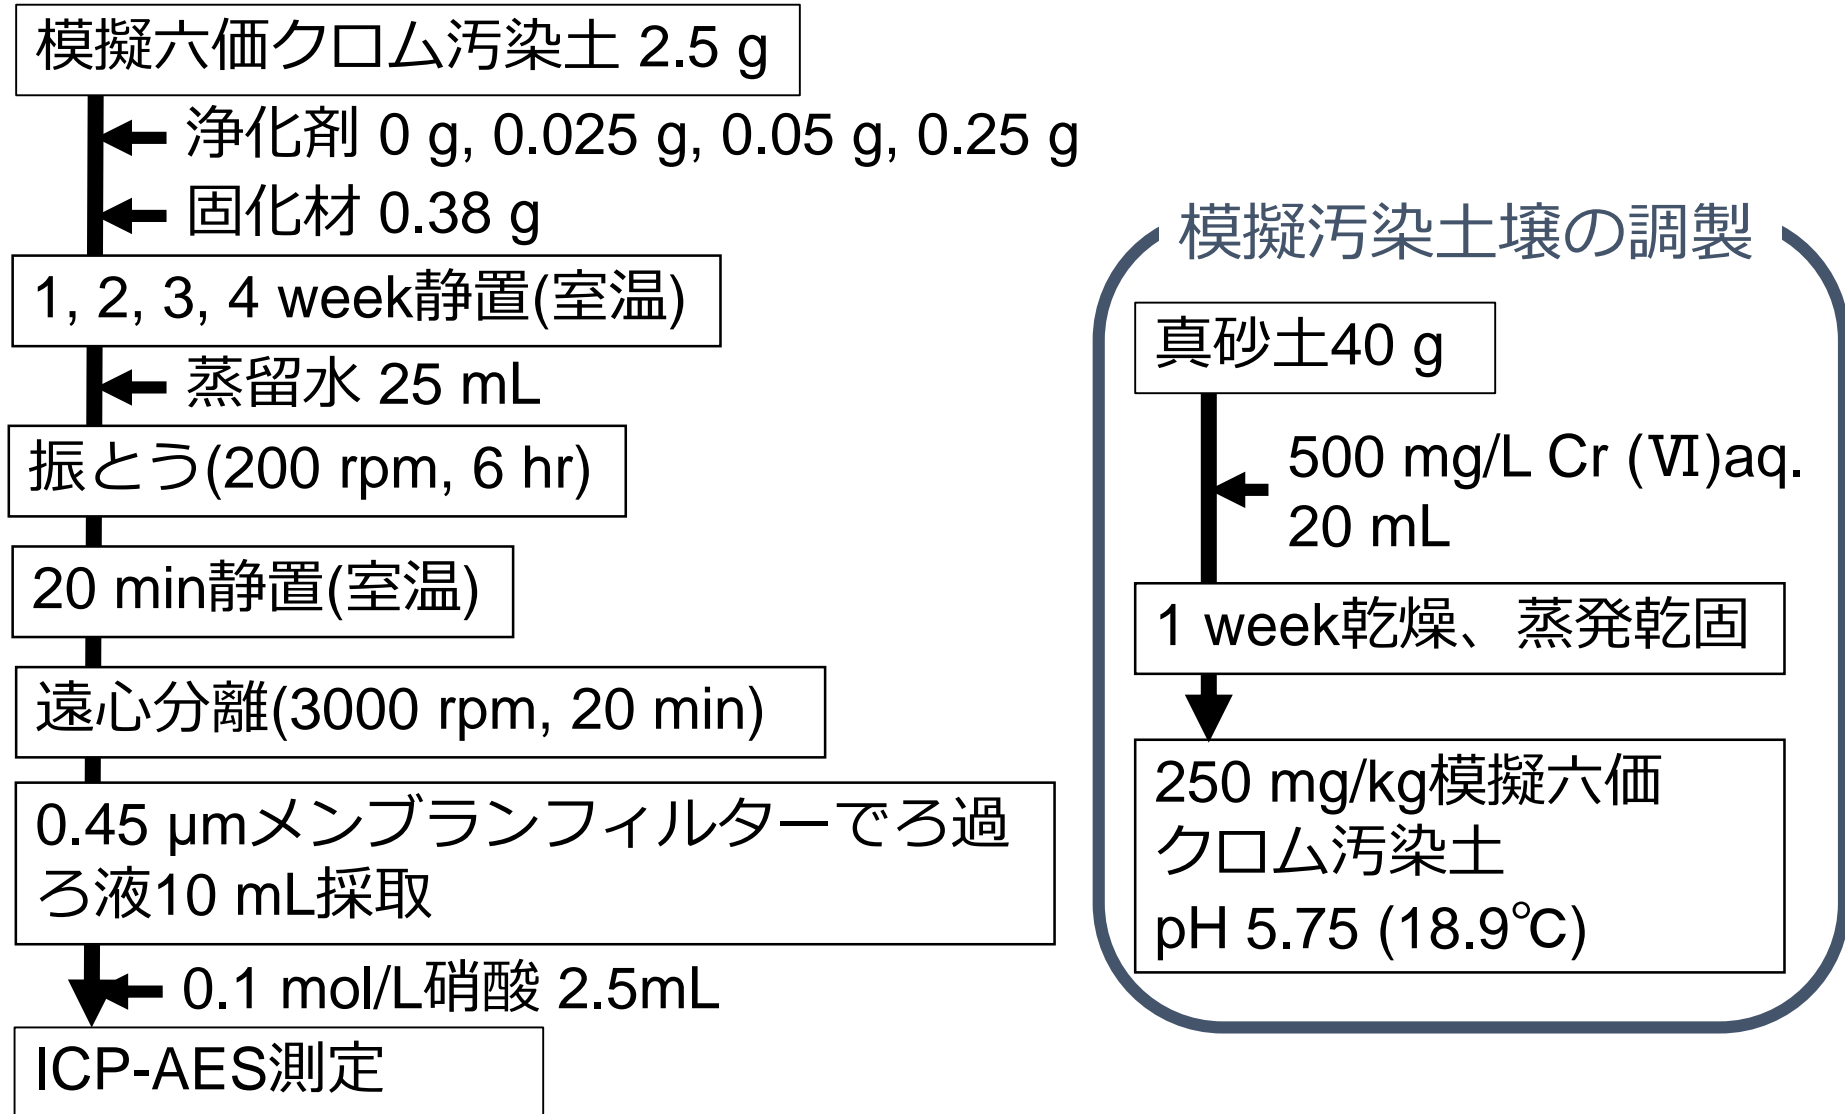 模擬六価クロム汚染土 2.5 g
浄化剤 0 g, 0.025 g, 0.05 g, 0.25 g
固化材 0.38 g
1, 2, 3, 4 week静置(室温)
蒸留水 25 mL
振とう(200 rpm, 6 hr)
20 min静置(室温)
遠心分離(3000 rpm, 20 min)
0.45 μmメンブランフィルターでろ過
ろ液10 mL採取
0.1 mol/L硝酸 2.5mL
ICP-AES測定
模擬汚染土壌の調製
真砂土40 g
500 mg/L Cr (Ⅵ)aq.
20 mL
1 week乾燥、蒸発乾固
250 mg/kg模擬六価
クロム汚染土
pH 5.75 (18.9℃)